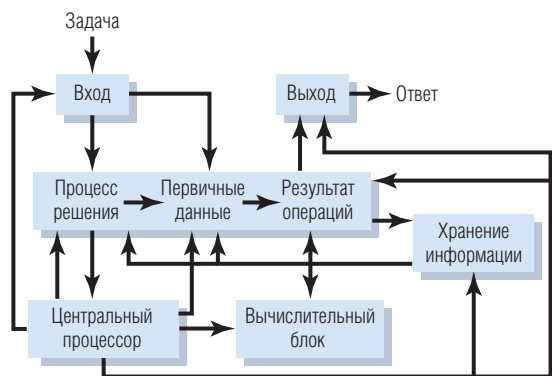 Задача
Вход
Выход
Ответ
Процесс
решения
Первичные
данные
Результат
операций
Хранение
информации
Центральный
процессор
Вычислительный
блок